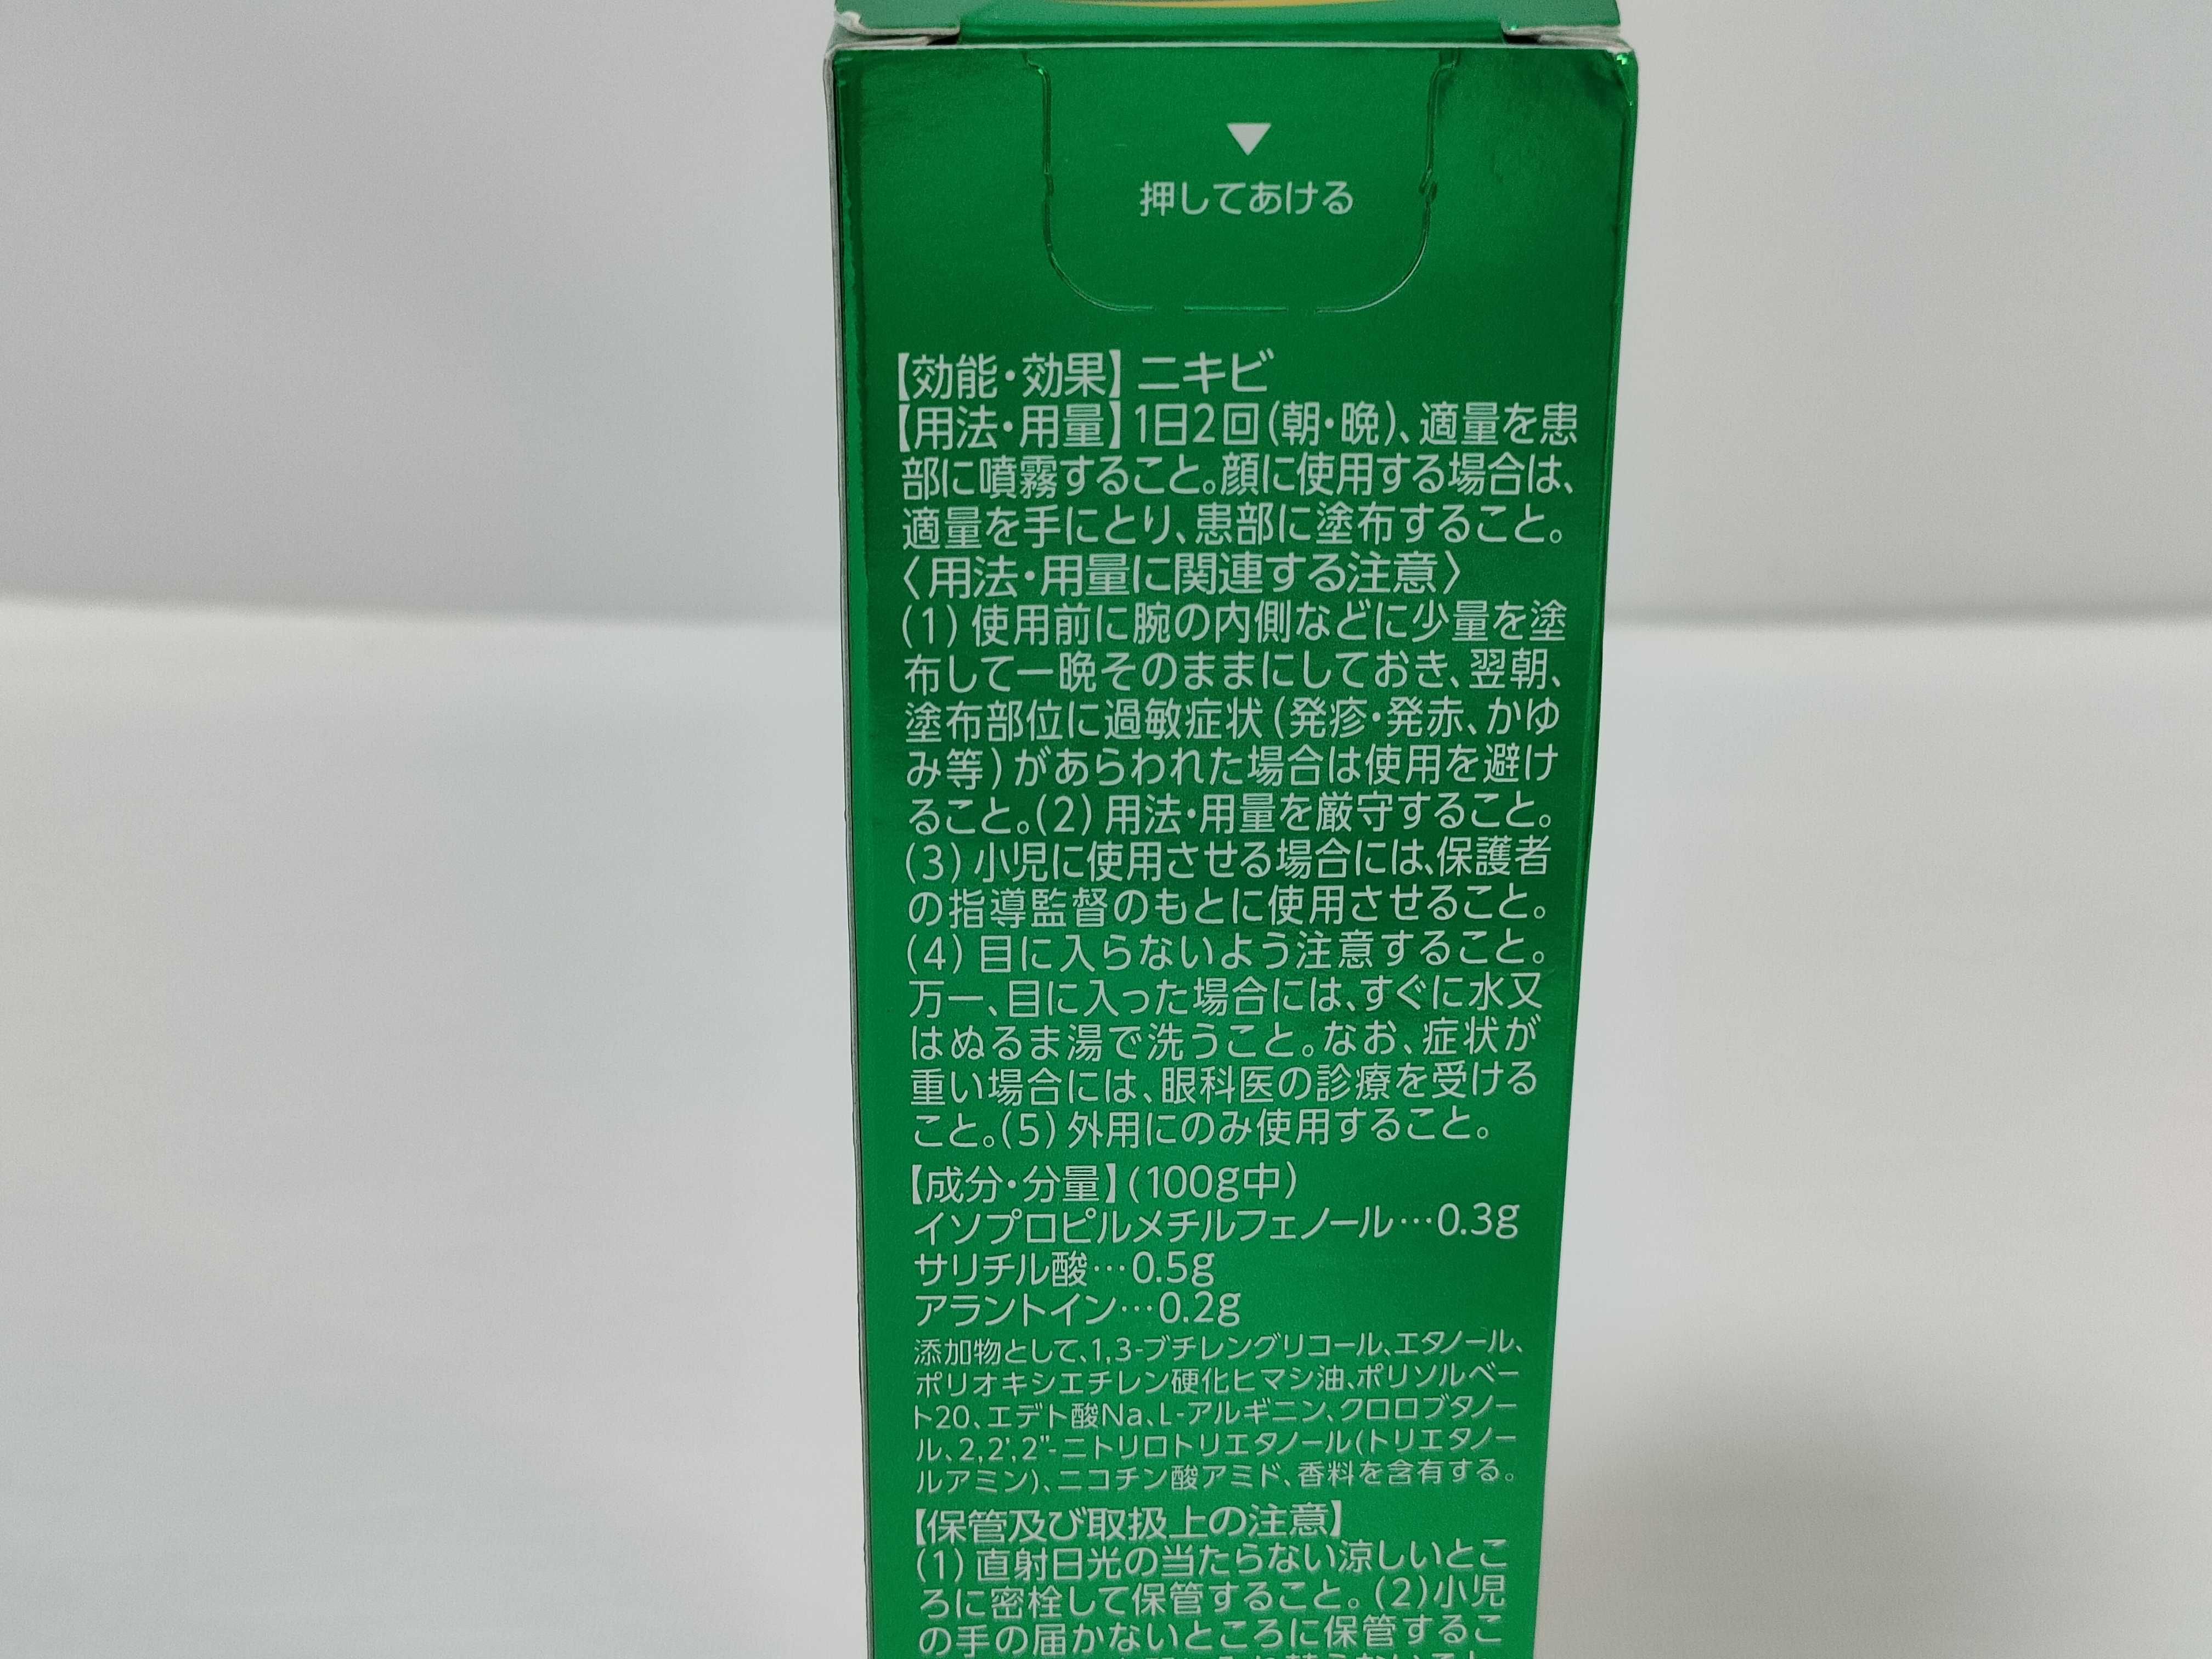 押してあける
【効能・効果】ニキビ
【用法・用量】1日2回(朝・晩)、適量を患
部に噴霧すること。顔に使用する場合は、
適量を手にとり、患部に塗布すること。
〈用法・用量に関連する注意〉
(1)使用前に腕の内側などに少量を塗
布して一晩そのままにしておき、翌朝、
塗布部位に過敏症状(発疹・発赤、かゆ
み等)があらわれた場合は使用を避け
ること。(2)用法・用量を厳守すること。
(3)小児に使用させる場合には、保護者
の指導監督のもとに使用させること。
(4)目に入らないよう注意すること。
万一、目に入った場合には、すぐに水又
はぬるま湯で洗うこと。なお、症状が
重い場合には、眼科医の診療を受ける
こと。(5)外用にのみ使用すること。
【成分・分量】(100g中)
イソプロピルメチルフェノール…0.3g
サリチル酸…0.5g
アラントイン…0.2g
添加物として、1,3-ブチレングリコール、エタノール、
ポリオキシエチレン硬化ヒマシ油、ポリソルベー
ト20、エデト酸Na、L-アルギニン、クロロブタノー
ル、2,2',2"-ニトリロトリエタノール(トリエタノー
ルアミン)、ニコチン酸アミド、香料を含有する。
【保管及び取扱上の注意】
(1)直射日光の当たらない涼しいとこ
ろに密栓して保管すること。(2)小児
の手の届かないところに保管するこ